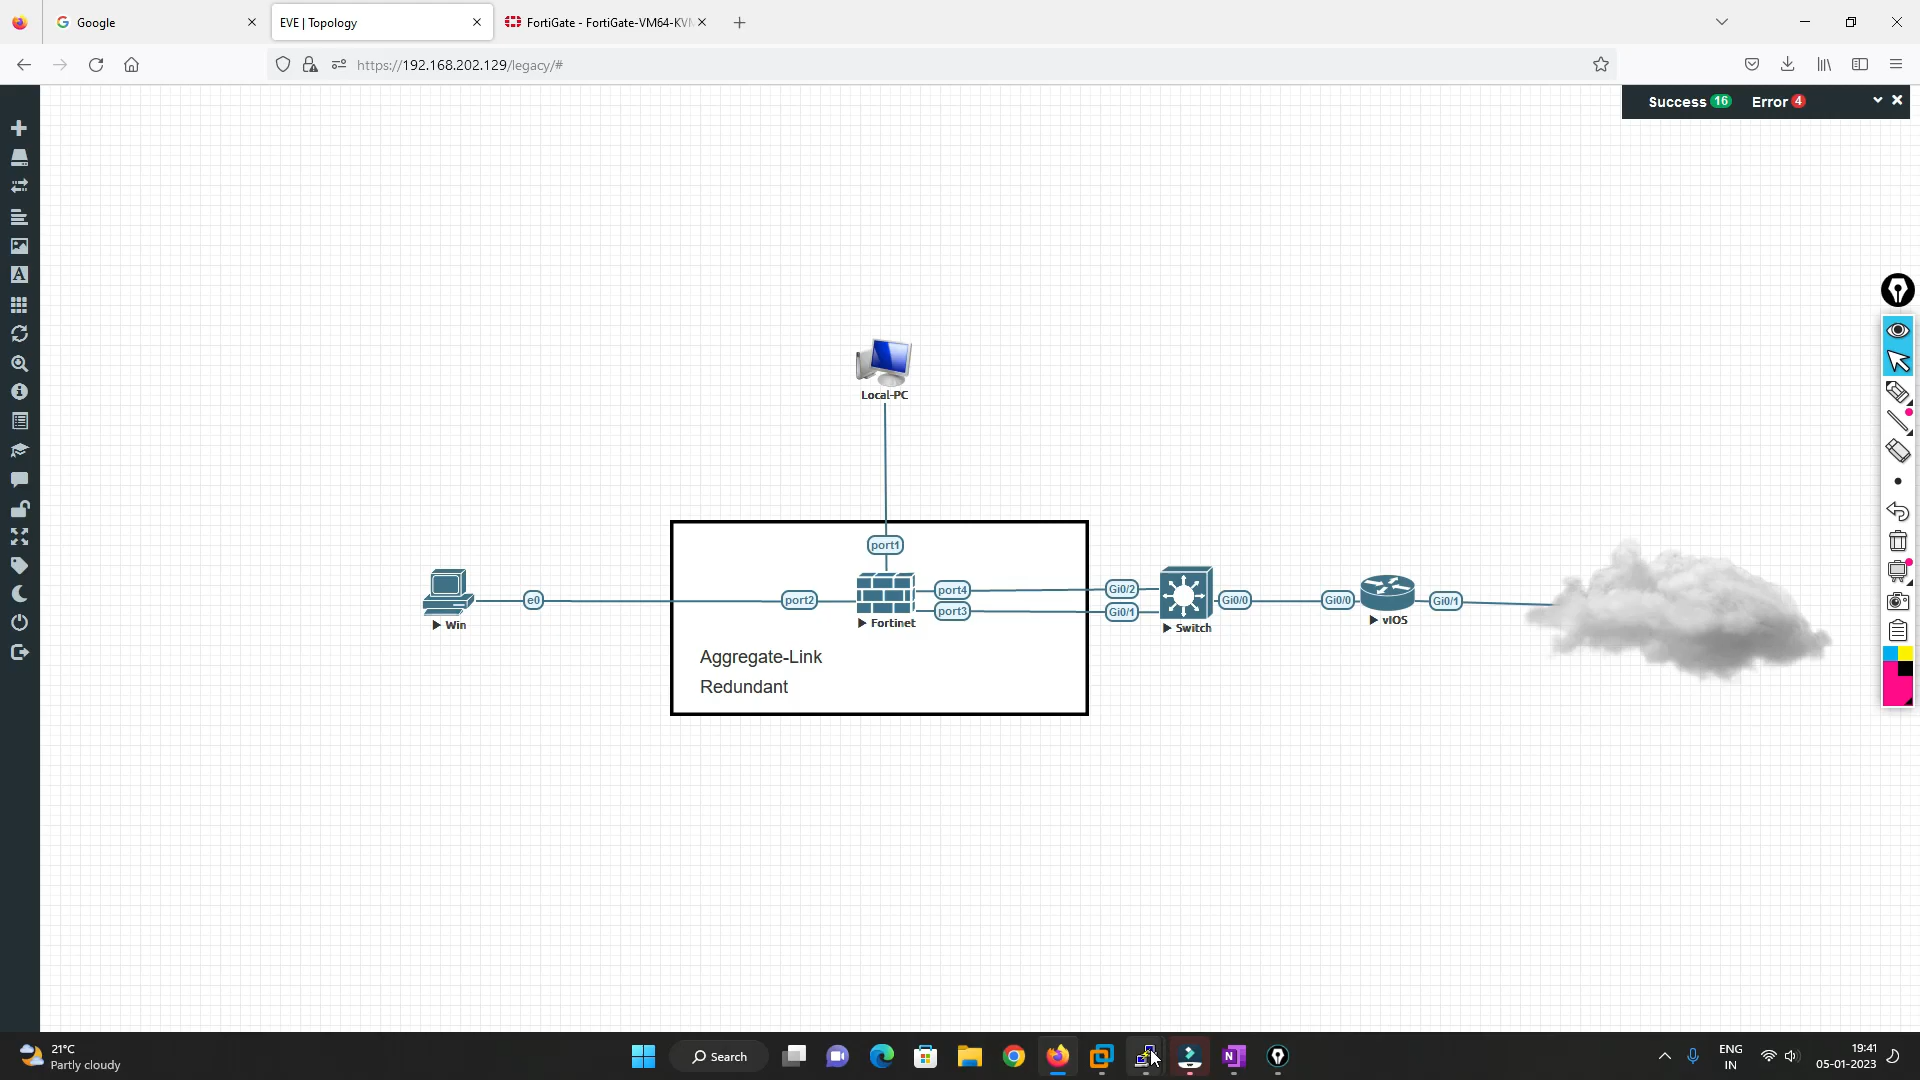 Google
EVE | Topology
FortiGate - FortiGate-VM64-KV
https://192.168.202.129/legacy/#
Success 16 Error 4
Local-PC
port1
Win
e0
port2
Fortinet
port4
port3
Gi0/2
Gi0/1
Switch
Gi0/0
Gi0/0
vIOS
Gi0/1
Aggregate-Link
Redundant
21°C
Partly cloudy
Search
ENG
IN
19:41
05-01-2023